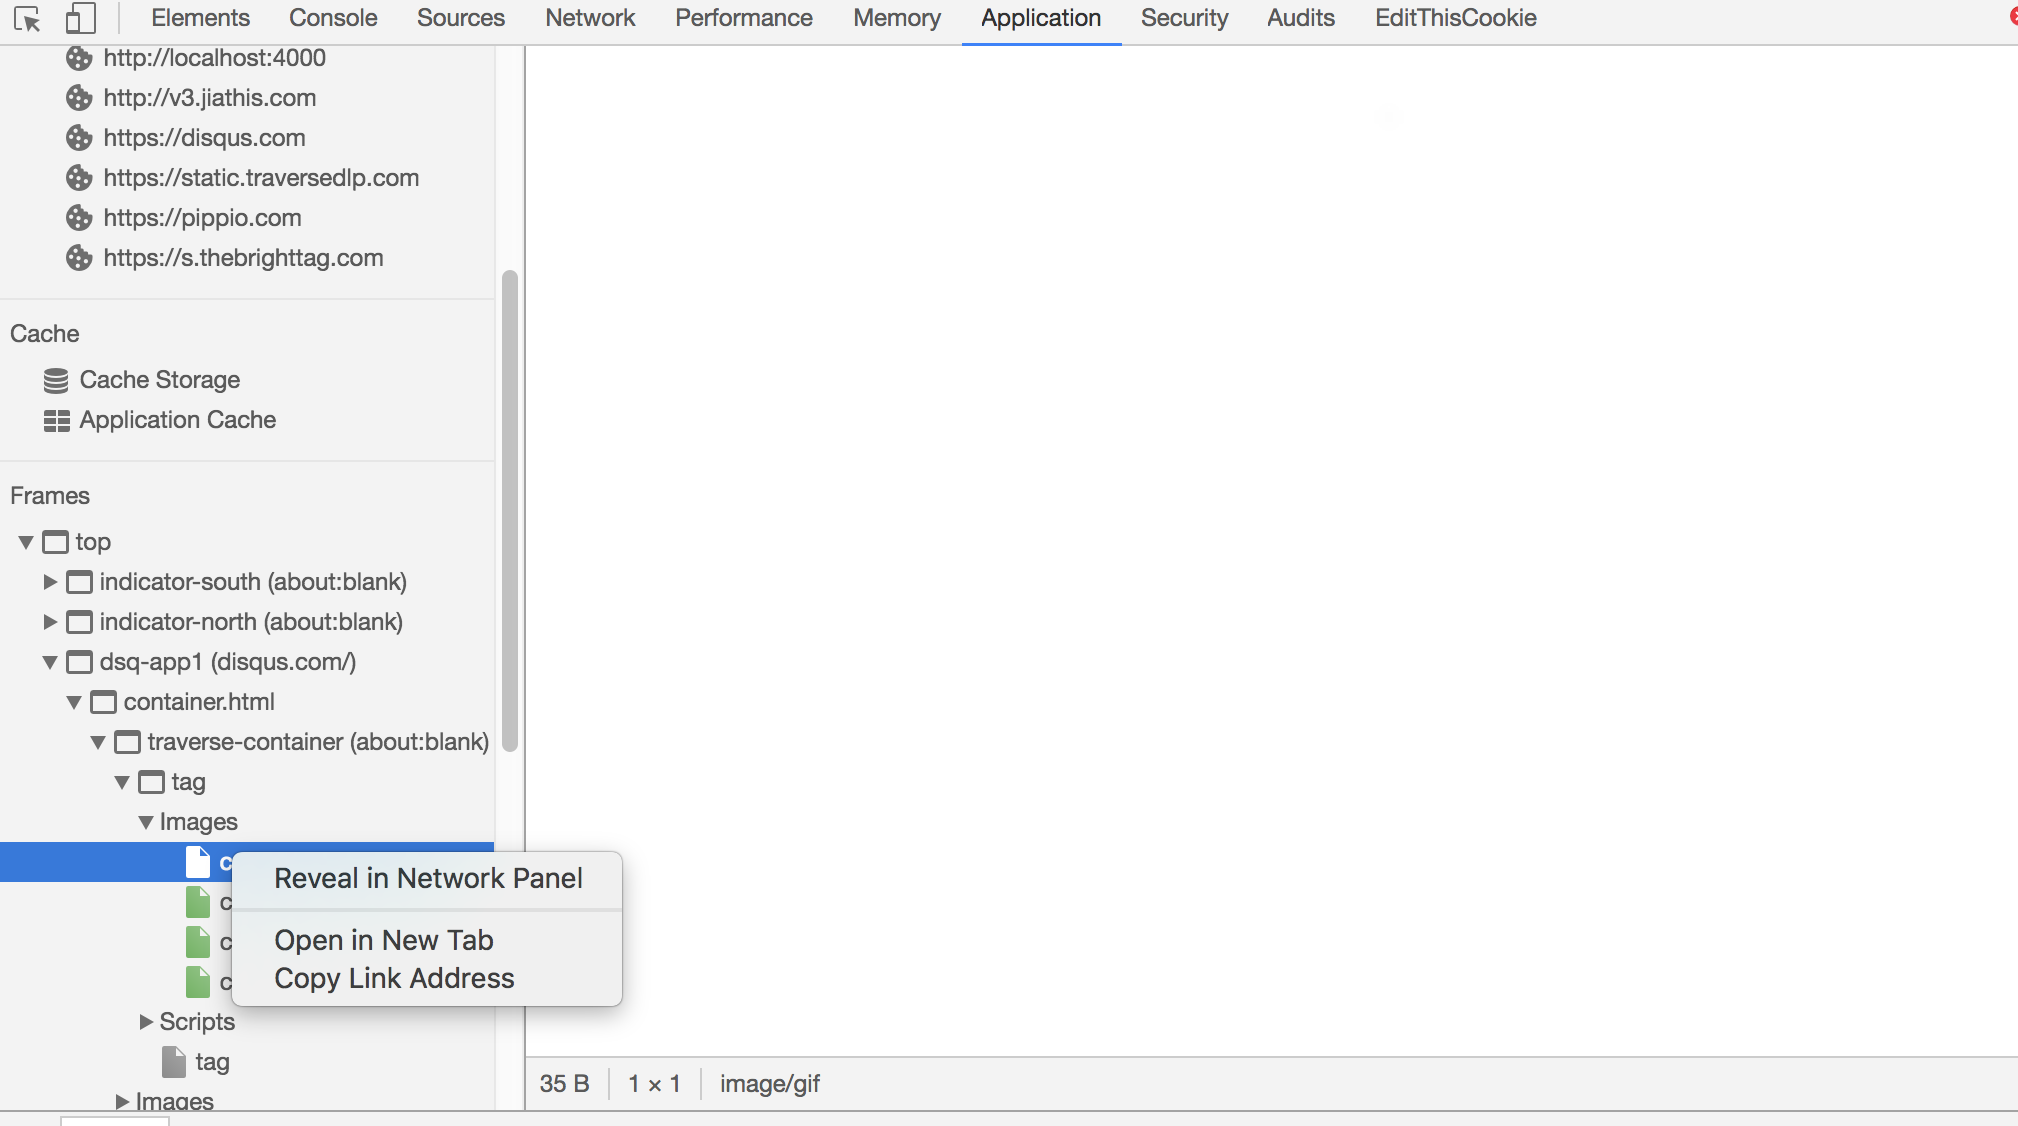 Elements Console Sources Network Performance Memory Application Security Audits EditThisCookie
http://localhost:4000
http://v3.jiathis.com
https://disqus.com
https://static.traversedlp.com
https://pippio.com
https://s.thebrighttag.com
Cache
Cache Storage
Application Cache
Frames
top
indicator-south (about:blank)
indicator-north (about:blank)
dsq-app1 (disqus.com/)
container.html
traverse-container (about:blank)
tag
Images
c
Reveal in Network Panel
c
Open in New Tab
c
Copy Link Address
c
Scripts
tag
Images
35 B 1 × 1 image/gif